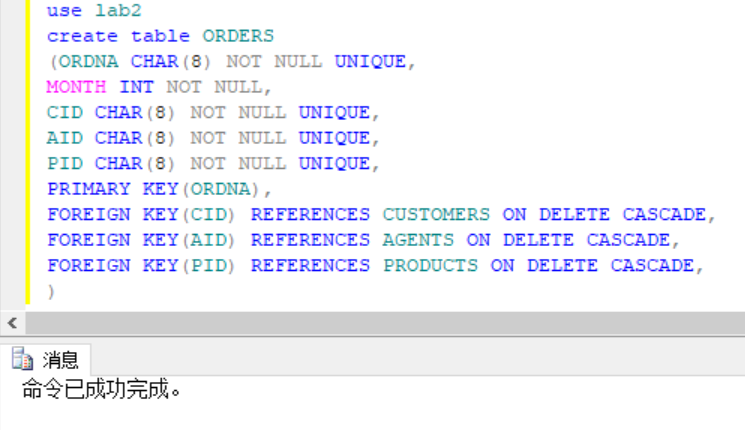 use lab2
create table ORDERS
(ORDNA CHAR(8) NOT NULL UNIQUE,
MONTH INT NOT NULL,
CID CHAR(8) NOT NULL UNIQUE,
AID CHAR(8) NOT NULL UNIQUE,
PID CHAR(8) NOT NULL UNIQUE,
PRIMARY KEY(ORDNA),
FOREIGN KEY(CID) REFERENCES CUSTOMERS ON DELETE CASCADE,
FOREIGN KEY(AID) REFERENCES AGENTS ON DELETE CASCADE,
FOREIGN KEY(PID) REFERENCES PRODUCTS ON DELETE CASCADE,
)
消息
命令已成功完成。